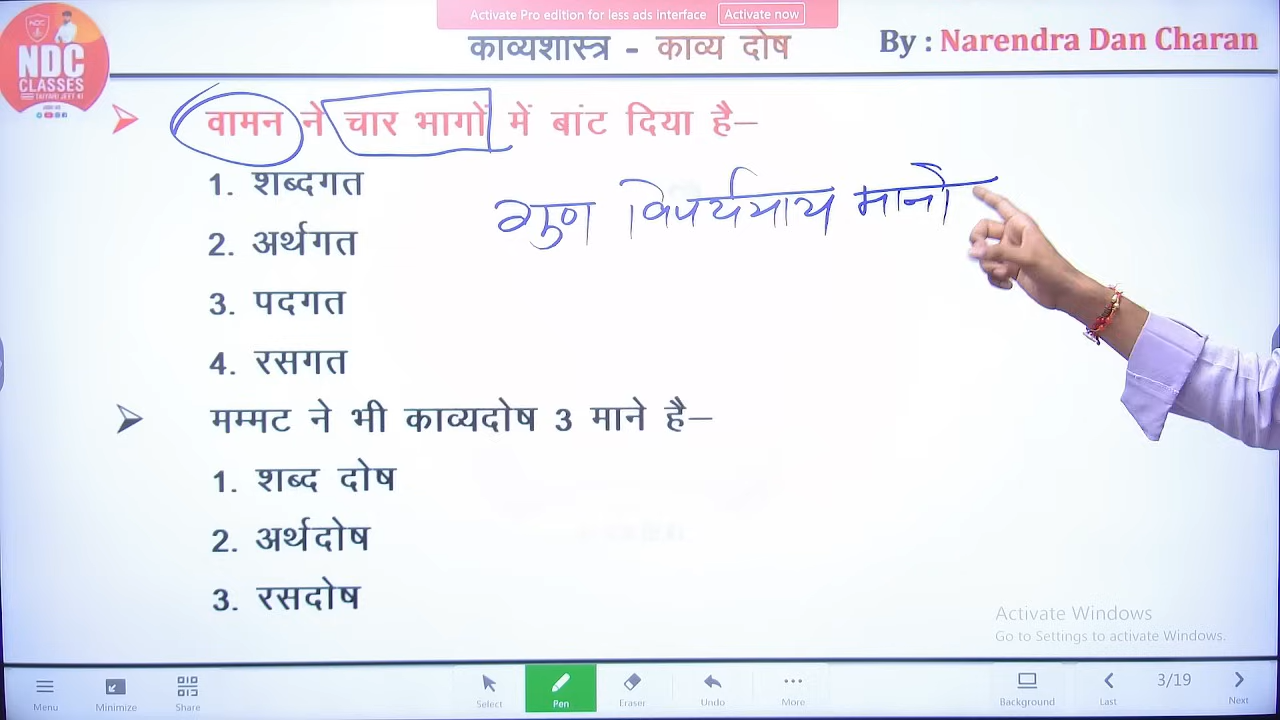 Activate Pro edition for less ads interface Activate now
काव्यशास्त्र - काव्य दोष
By : Narendra Dan Charan
NDC
CLASSES
वामन ने चार भागों में बांट दिया है–
1. शब्दगत
गुण विपर्ययाय मानो
2. अर्थगत
3. पदगत
4. रसगत
मम्मट ने भी काव्यदोष 3 माने है–
1. शब्द दोष
2. अर्थदोष
3. रसदोष
Activate Windows
Go to Settings to activate Windows.
Menu Minimize Share Select Pen Eraser Undo More Background Last 3/19 Next